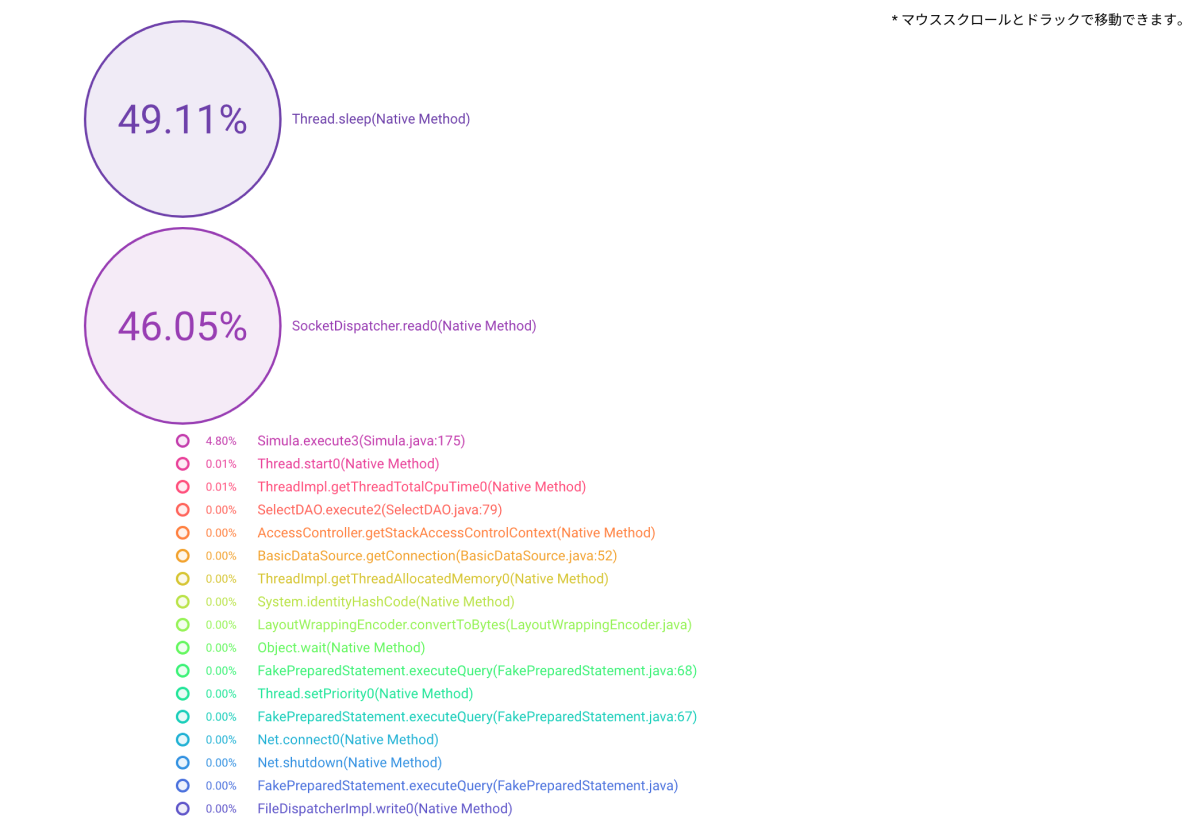 * マウススクロールとドラックで移動できます。
49.11% Thread.sleep(Native Method)
46.05% SocketDispatcher.read0(Native Method)
4.80% Simula.execute3(Simula.java:175)
0.01% Thread.start0(Native Method)
0.01% ThreadImpl.getThreadTotalCpuTime0(Native Method)
0.00% SelectDAO.execute2(SelectDAO.java:79)
0.00% AccessController.getStackAccessControlContext(Native Method)
0.00% BasicDataSource.getConnection(BasicDataSource.java:52)
0.00% ThreadImpl.getThreadAllocatedMemory0(Native Method)
0.00% System.identityHashCode(Native Method)
0.00% LayoutWrappingEncoder.convertToBytes(LayoutWrappingEncoder.java)
0.00% Object.wait(Native Method)
0.00% FakePreparedStatement.executeQuery(FakePreparedStatement.java:68)
0.00% Thread.setPriority0(Native Method)
0.00% FakePreparedStatement.executeQuery(FakePreparedStatement.java:67)
0.00% Net.connect0(Native Method)
0.00% Net.shutdown(Native Method)
0.00% FakePreparedStatement.executeQuery(FakePreparedStatement.java)
0.00% FileDispatcherImpl.write0(Native Method)